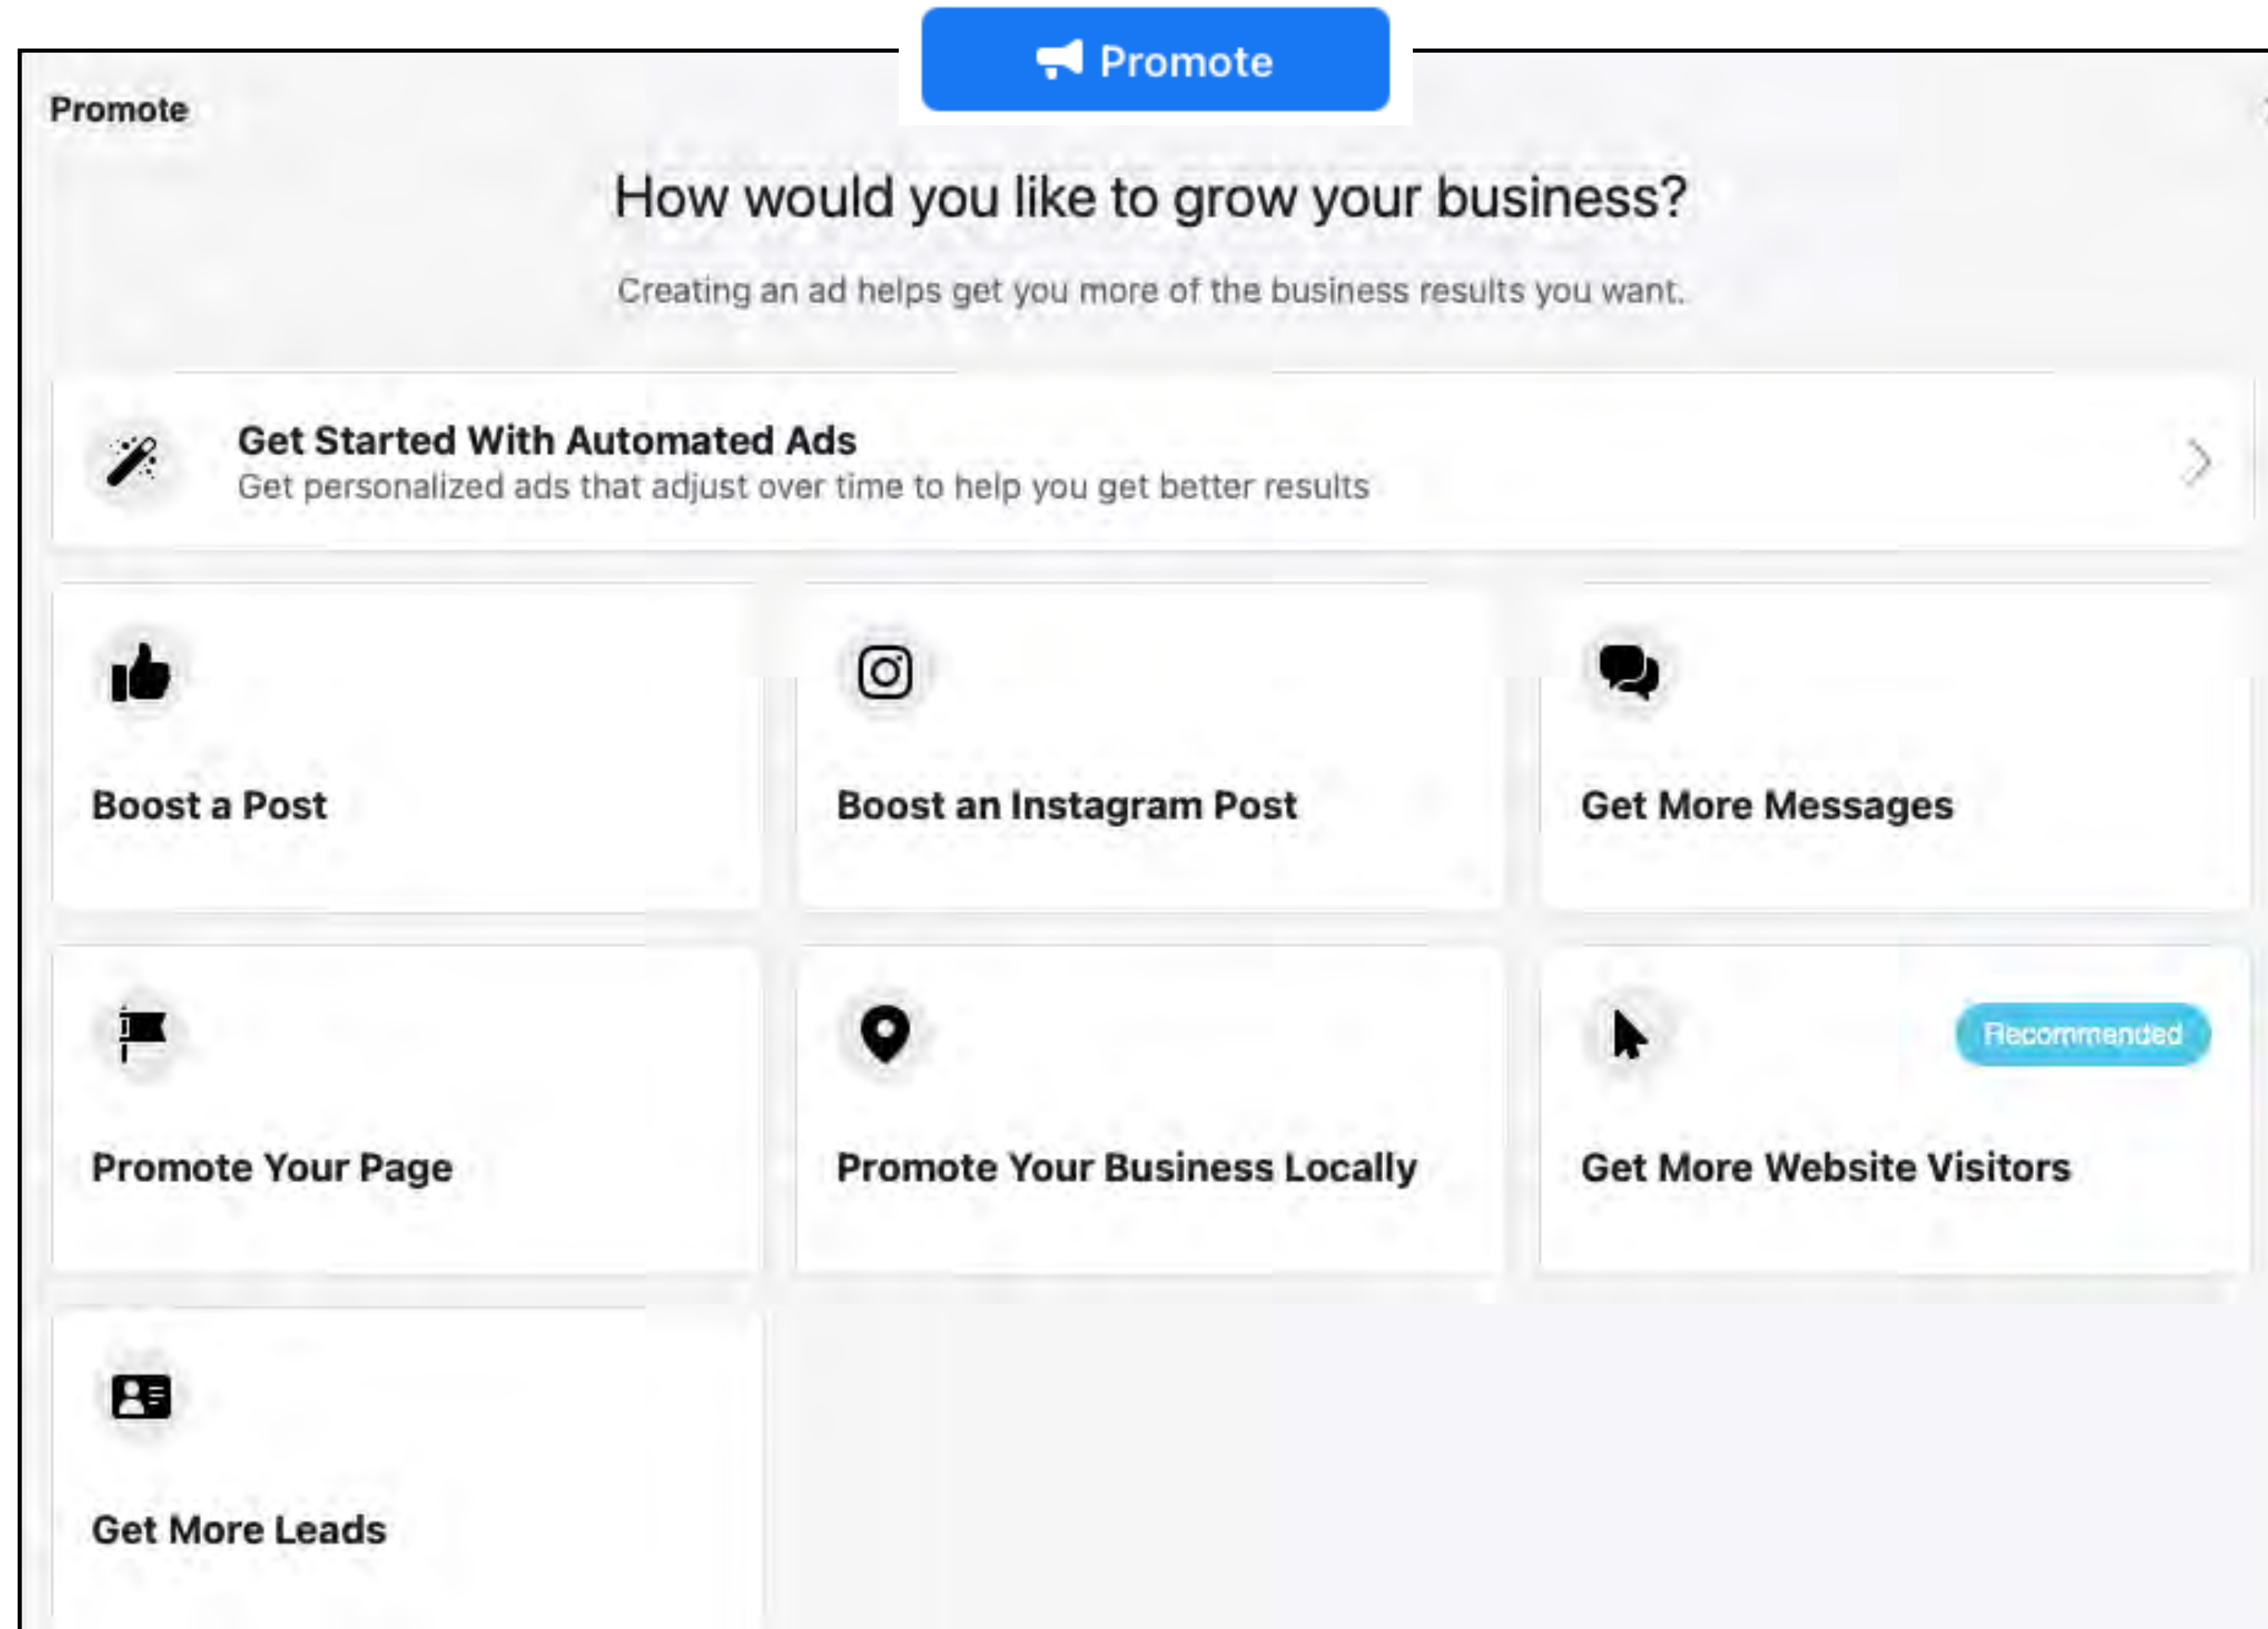 Promote
Promote
How would you like to grow your business?
Creating an ad helps get you more of the business results you want.
Get Started With Automated Ads
Get personalized ads that adjust over time to help you get better results
Boost a Post
Boost an Instagram Post
Get More Messages
Recommended
Promote Your Page
Promote Your Business Locally
Get More Website Visitors
Get More Leads